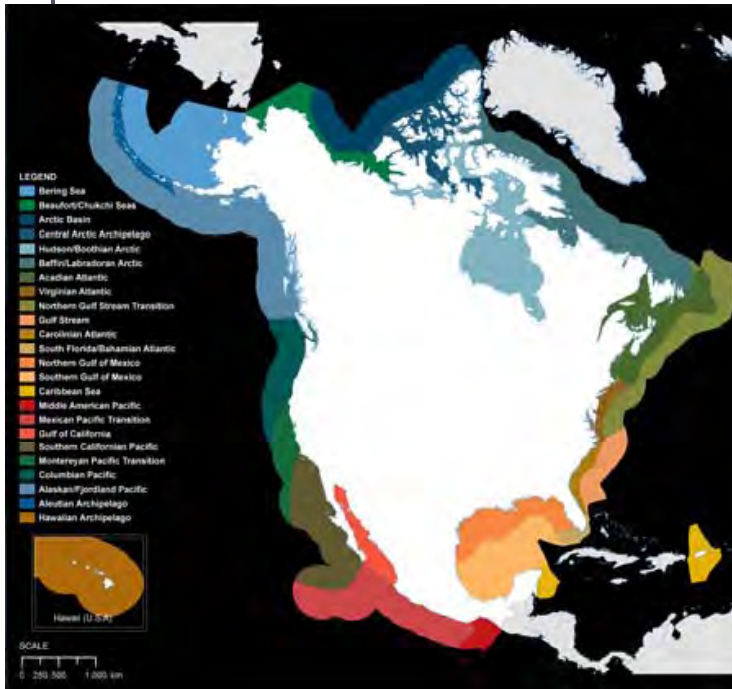 LEGEND
Bering Sea
Beaufort/Chukchi Seas
Arctic Basin
Central Arctic Archipelago
Hudson/Boothian Arctic
Baffin/Labradoran Arctic
Acadian Atlantic
Virginian Atlantic
Northern Gulf Stream Transition
Gulf Stream
Carolinian Atlantic
South Florida/Bahamian Atlantic
Northern Gulf of Mexico
Southern Gulf of Mexico
Caribbean Sea
Middle American Pacific
Mexican Pacific Transition
Gulf of California
Southern Californian Pacific
Montereyan Pacific Transition
Columbian Pacific
Alaskan/Fjordland Pacific
Aleutian Archipelago
Hawaiian Archipelago
Hawaii (U.S.A)
SCALE
0 250 500 1,000 km